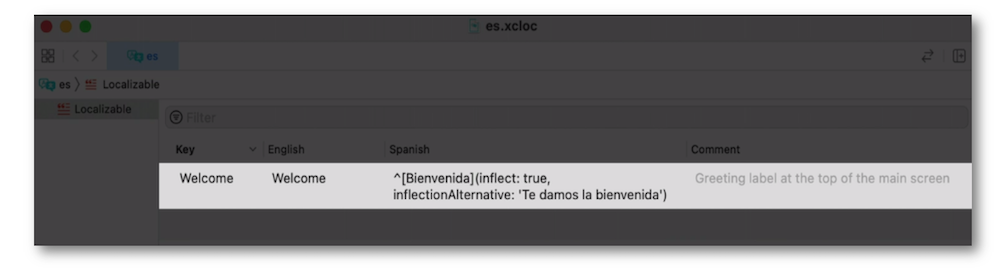 es.xcloc
es
es Localizable
Localizable
Filter
Key English Spanish Comment
Welcome Welcome ^[Bienvenida](inflect: true, Greeting label at the top of the main screen
inflectionAlternative: 'Te damos la bienvenida')